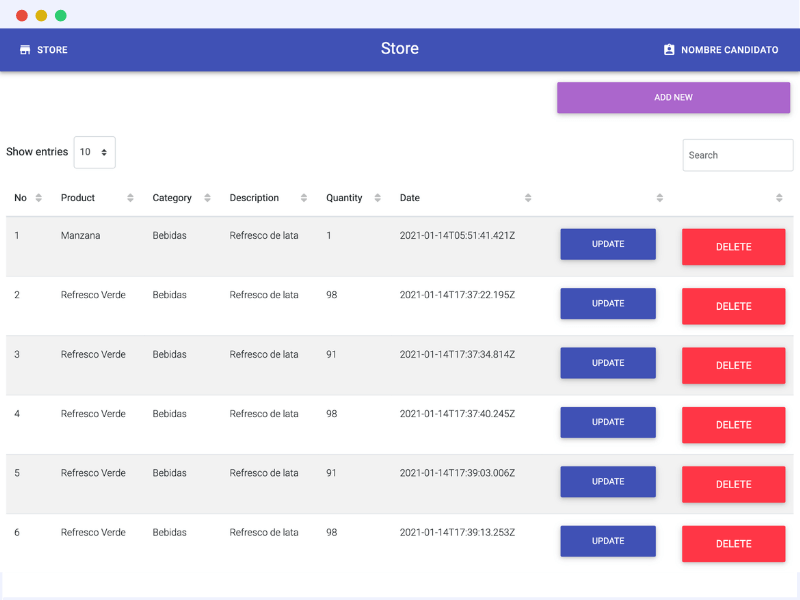 STORE Store NOMBRE CANDIDATO
ADD NEW
Show entries 10 Search
No Product Category Description Quantity Date
1 Manzana Bebidas Refresco de lata 1 2021-01-14T05:51:41.421Z UPDATE DELETE
2 Refresco Verde Bebidas Refresco de lata 98 2021-01-14T17:37:22.195Z UPDATE DELETE
3 Refresco Verde Bebidas Refresco de lata 91 2021-01-14T17:37:34.814Z UPDATE DELETE
4 Refresco Verde Bebidas Refresco de lata 98 2021-01-14T17:37:40.245Z UPDATE DELETE
5 Refresco Verde Bebidas Refresco de lata 91 2021-01-14T17:39:03.006Z UPDATE DELETE
6 Refresco Verde Bebidas Refresco de lata 98 2021-01-14T17:39:13.253Z UPDATE DELETE